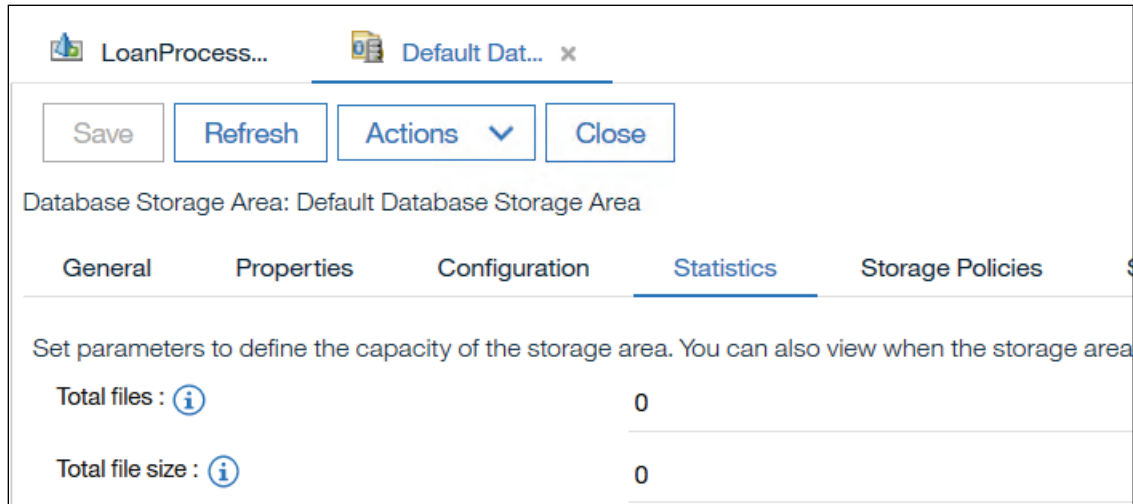 LoanProcess... Default Dat... ×
Save Refresh Actions Close
Database Storage Area: Default Database Storage Area
General Properties Configuration Statistics Storage Policies
Set parameters to define the capacity of the storage area. You can also view when the storage area
Total files : i 0
Total file size : i 0